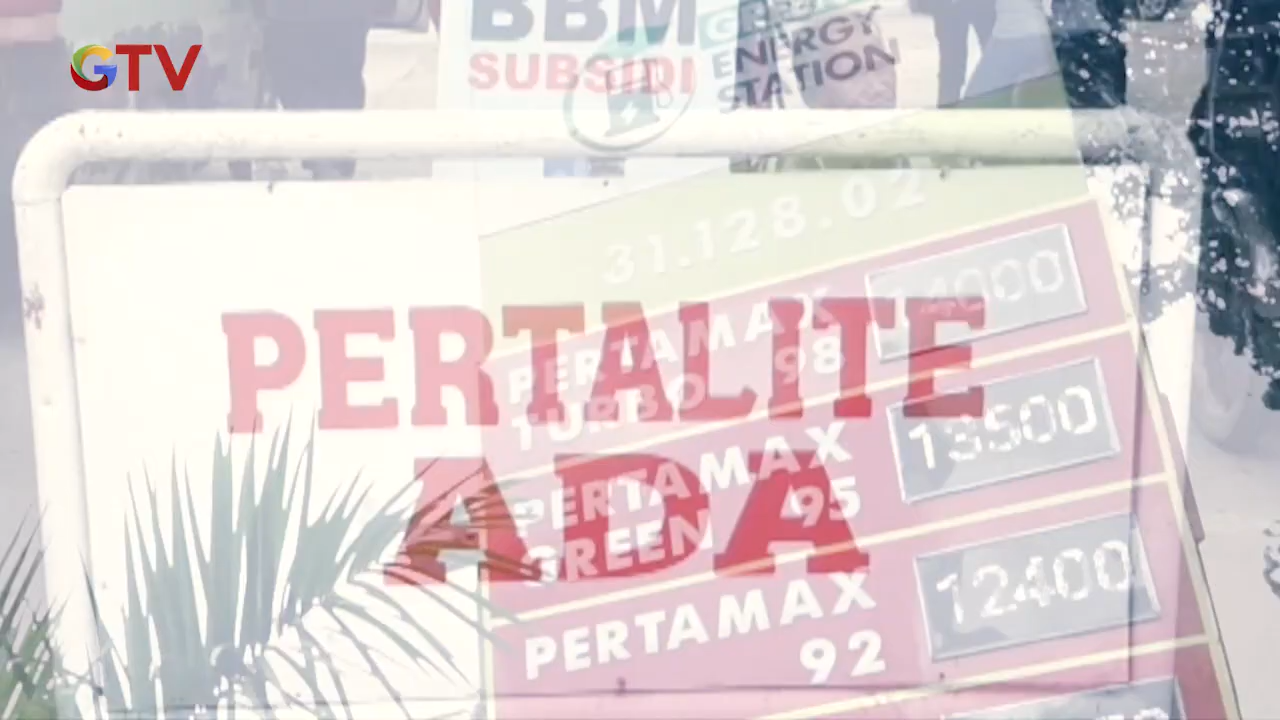 GTV
BBM
SUBSIDI
GREEN
ENERGY
STATION
31.128.02
PERTALITE
ADA
PERTAMAX
TURBO 98
14000
PERTAMAX
GREEN 95
13500
PERTAMAX
92
12400